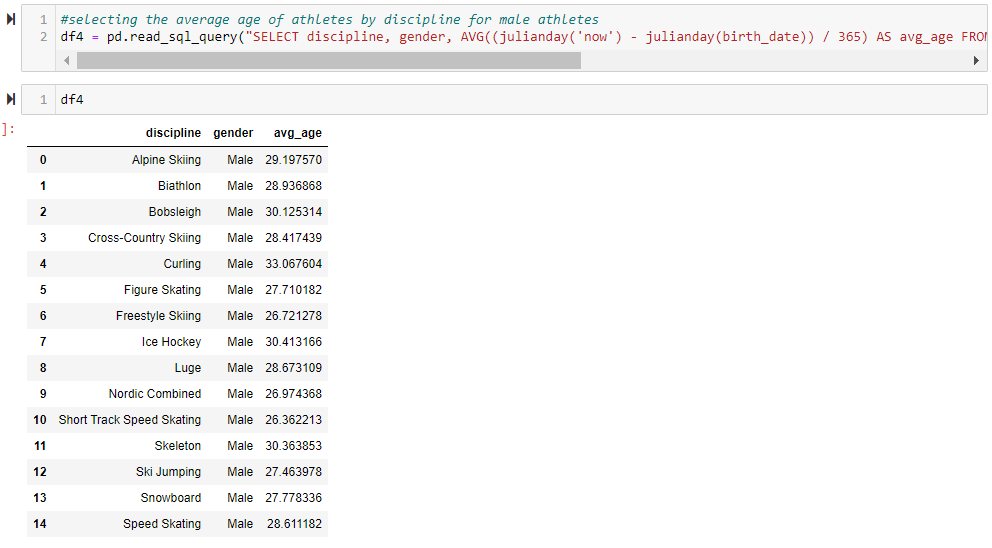 1 #selecting the average age of athletes by discipline for male athletes
2 df4 = pd.read_sql_query("SELECT discipline, gender, AVG((julianday('now') - julianday(birth_date)) / 365) AS avg_age FROM
1 df4
]:
discipline gender avg_age
0 Alpine Skiing Male 29.197570
1 Biathlon Male 28.936868
2 Bobsleigh Male 30.125314
3 Cross-Country Skiing Male 28.417439
4 Curling Male 33.067604
5 Figure Skating Male 27.710182
6 Freestyle Skiing Male 26.721278
7 Ice Hockey Male 30.413166
8 Luge Male 28.673109
9 Nordic Combined Male 26.974368
10 Short Track Speed Skating Male 26.362213
11 Skeleton Male 30.363853
12 Ski Jumping Male 27.463978
13 Snowboard Male 27.778336
14 Speed Skating Male 28.611182